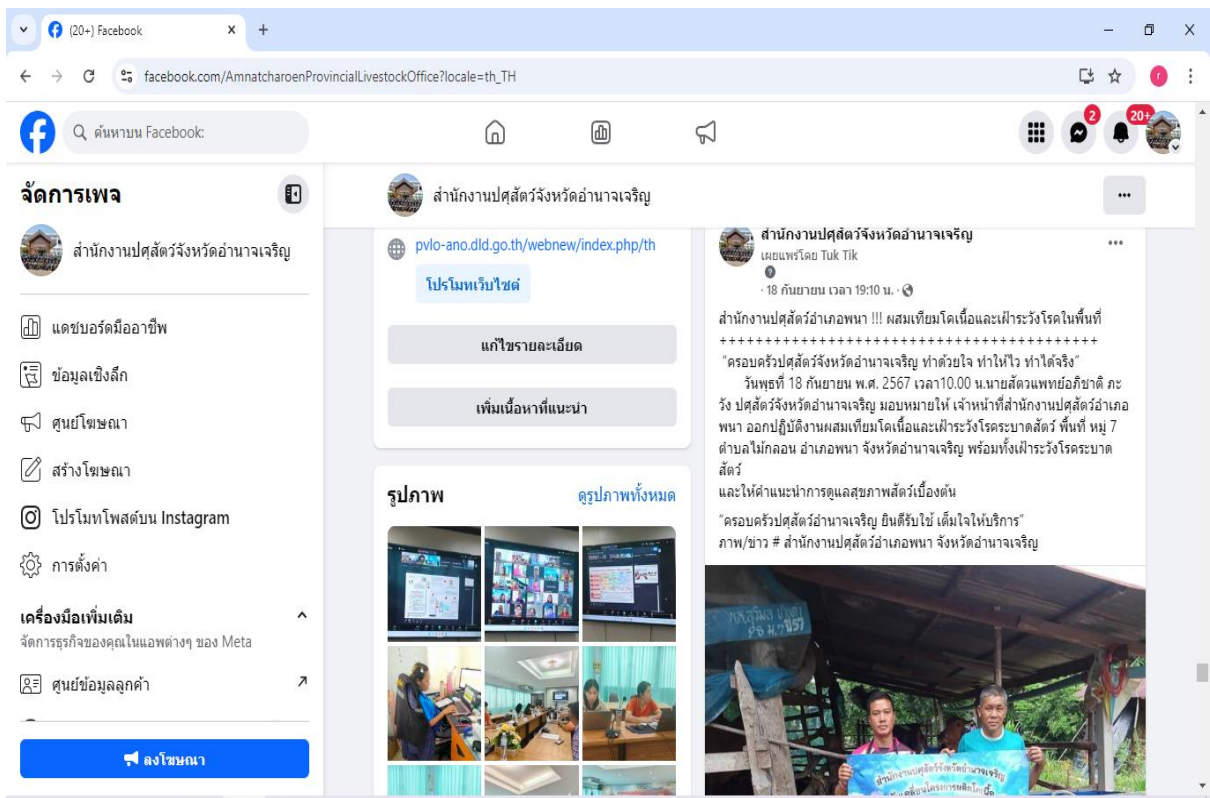 (20+) Facebook
facebook.com/AmnatcharoenProvincialLivestockOffice?locale=th_TH
ค้นหาบน Facebook:
2
20+
จัดการเพจ
สำนักงานปศุสัตว์จังหวัดอำนาจเจริญ
แดชบอร์ดมืออาชีพ
ข้อมูลเชิงลึก
ศูนย์โฆษณา
สร้างโฆษณา
โปรโมทโพสต์บน Instagram
การตั้งค่า
เครื่องมือเพิ่มเติม
จัดการธุรกิจของคุณในแอพต่างๆ ของ Meta
ศูนย์ข้อมูลลูกค้า
ลงโฆษณา
สำนักงานปศุสัตว์จังหวัดอำนาจเจริญ
pvlo-ano.dld.go.th/webnew/index.php/th
โปรโมทเว็บไซต์
แก้ไขรายละเอียด
เพิ่มเนื้อหาที่แนะนำ
รูปภาพ
ดูรูปภาพทั้งหมด
สำนักงานปศุสัตว์จังหวัดอำนาจเจริญ
เผยแพร่โดย Tuk Tik
· 18 กันยายน เวลา 19:10 น. ·
สำนักงานปศุสัตว์อำเภอพนา !!! ผสมเทียมโคเนื้อและเฝ้าระวังโรคในพื้นที่
++++++++++++++++++++++++++++++++++++++++++
"ครอบครัวปศุสัตว์จังหวัดอำนาจเจริญ ทำด้วยใจ ทำให้ไว ทำได้จริง"
วันพุธที่ 18 กันยายน พ.ศ. 2567 เวลา10.00 น.นายสัตวแพทย์อภิชาติ ภะ
วัง ปศุสัตว์จังหวัดอำนาจเจริญ มอบหมายให้ เจ้าหน้าที่สำนักงานปศุสัตว์อำเภอ
พนา ออกปฏิบัติงานผสมเทียมโคเนื้อและเฝ้าระวังโรคระบาดสัตว์ พื้นที่ หมู่ 7
ตำบลไม้กลอน อำเภอพนา จังหวัดอำนาจเจริญ พร้อมทั้งเฝ้าระวังโรคระบาด
สัตว์
และให้คำแนะนำการดูแลสุขภาพสัตว์เบื้องต้น
"ครอบครัวปศุสัตว์อำนาจเจริญ ยินดีรับใช้ เต็มใจให้บริการ"
ภาพ/ข่าว # สำนักงานปศุสัตว์อำเภอพนา จังหวัดอำนาจเจริญ
สำนักงานปศุสัตว์จังหวัดอำนาจเจริญ